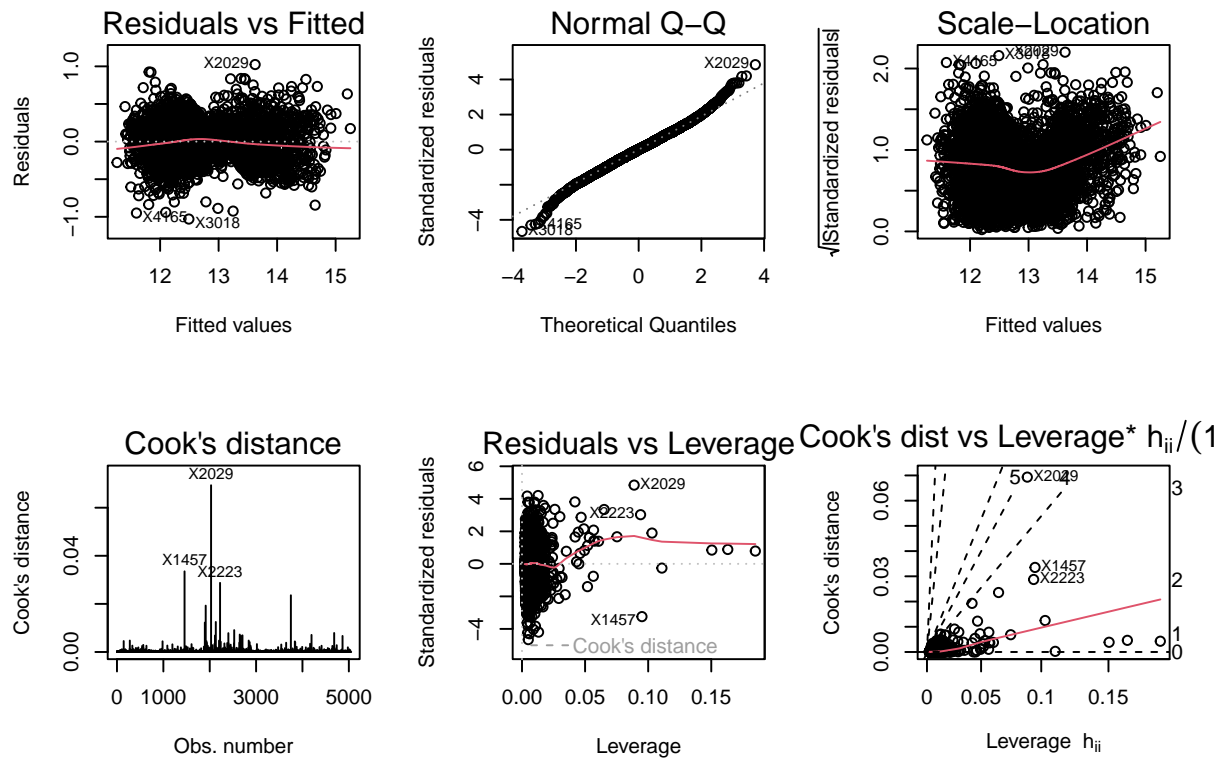 Residuals vs Fitted
Residuals
1.0
0.0
−1.0
X2029
X4165
X3018
12 13 14 15
Fitted values
Normal Q−Q
Standardized residuals
4
2
0
−4
X2029
X4165
X3018
−4 −2 0 2 4
Theoretical Quantiles
Scale−Location
√|Standardized residuals|
2.0
1.0
0.0
X4165
X3018
X2029
12 13 14 15
Fitted values
Cook's distance
Cook's distance
0.04
0.00
X2029
X1457
X2223
0 1000 3000 5000
Obs. number
Residuals vs Leverage
Standardized residuals
6
4
2
0
−4
X2029
X2223
X1457
Cook's distance
0.00 0.05 0.10 0.15
Leverage
Cook's dist vs Leverage* hii/(1
Cook's distance
0.06
0.03
0.00
5
X2029
4
3
X1457
X2223
2
1
0
0 0.05 0.1 0.15
Leverage hii